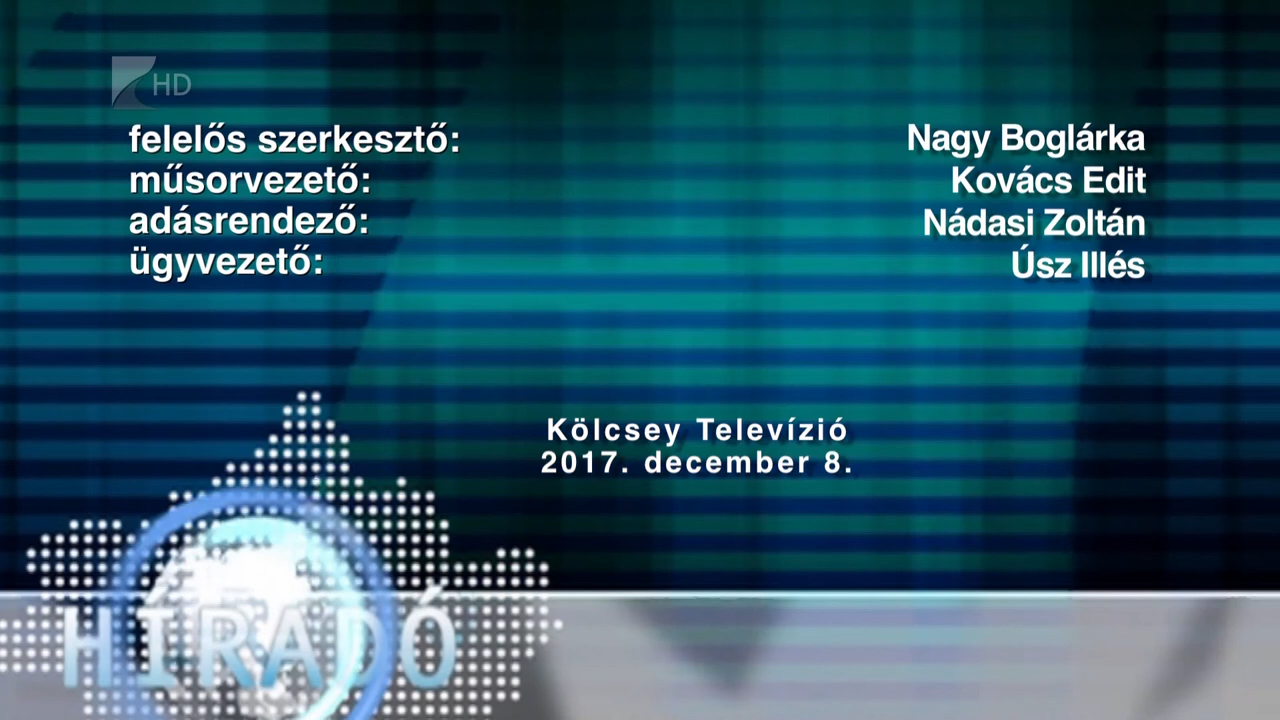 HD
felelős szerkesztő: Nagy Boglárka
műsorvezető: Kovács Edit
adásrendező: Nádasi Zoltán
ügyvezető: Úsz Illés
Kölcsey Televízió
2017. december 8.
HÍRADÓ